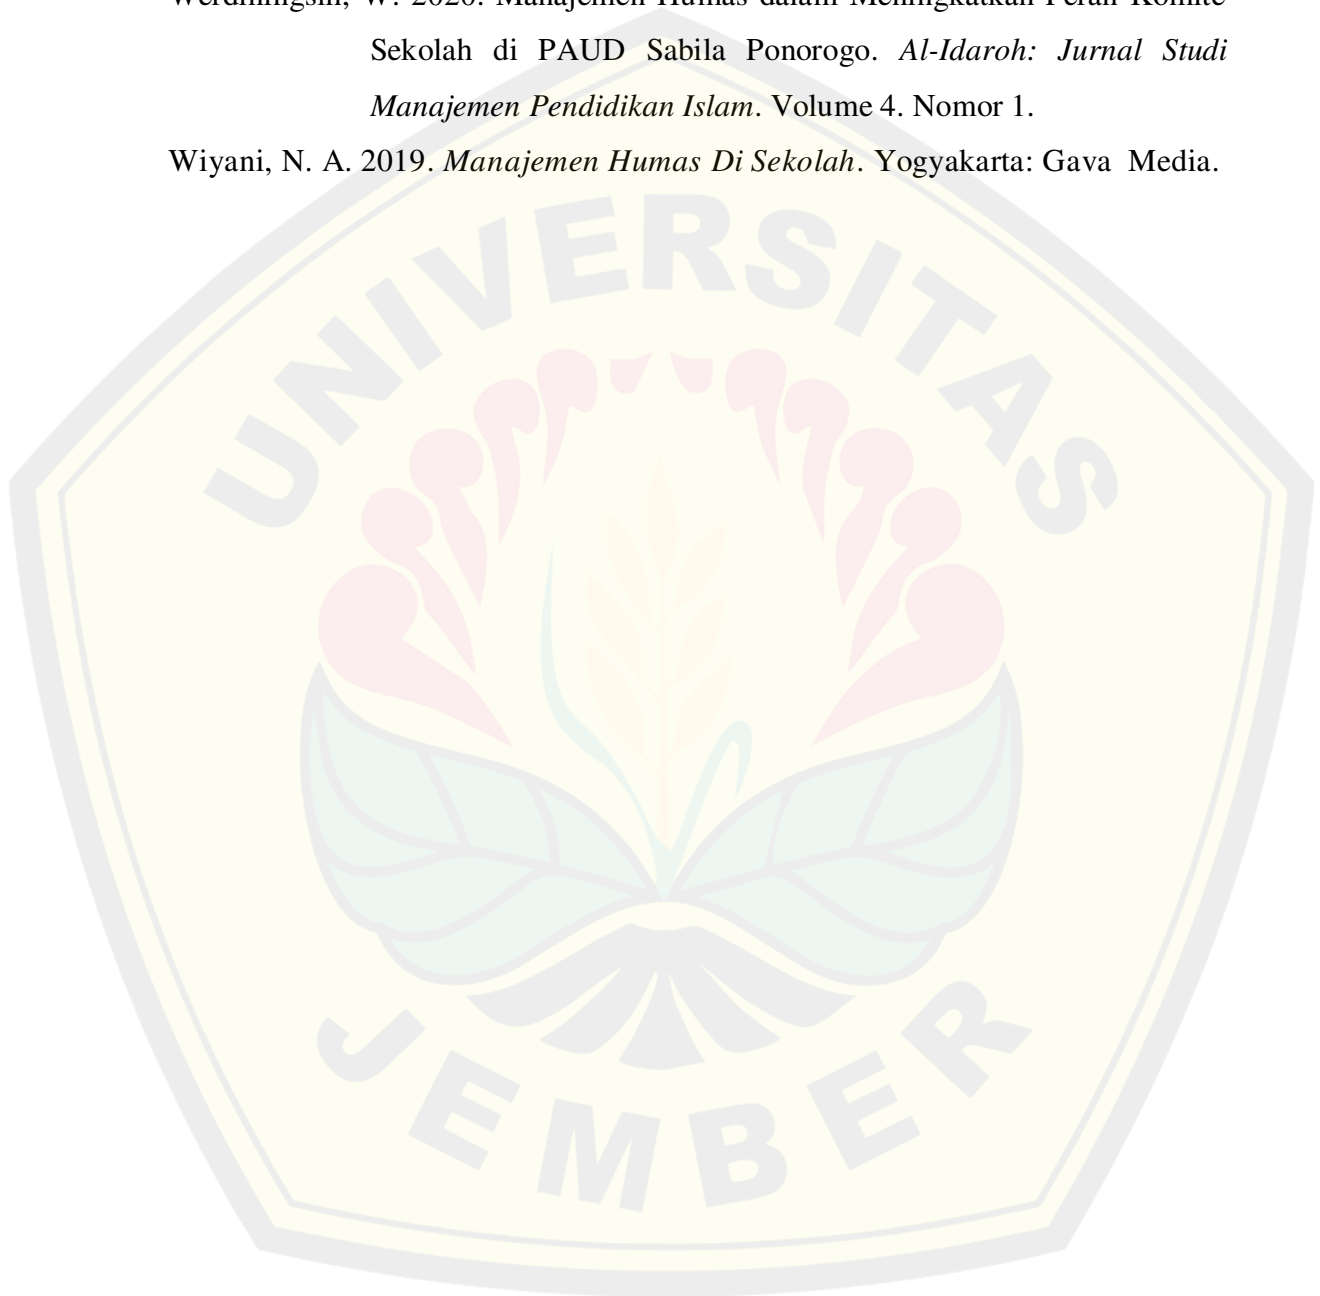 Werdiningsih, W. 2020. Manajemen Humas dalam Meningkatkan Peran Komite
Sekolah di PAUD Sabila Ponorogo. Al-Idaroh: Jurnal Studi
Manajemen Pendidikan Islam. Volume 4. Nomor 1.
Wiyani, N. A. 2019. Manajemen Humas Di Sekolah. Yogyakarta: Gava Media.
UNIVERSITAS
JEMBER